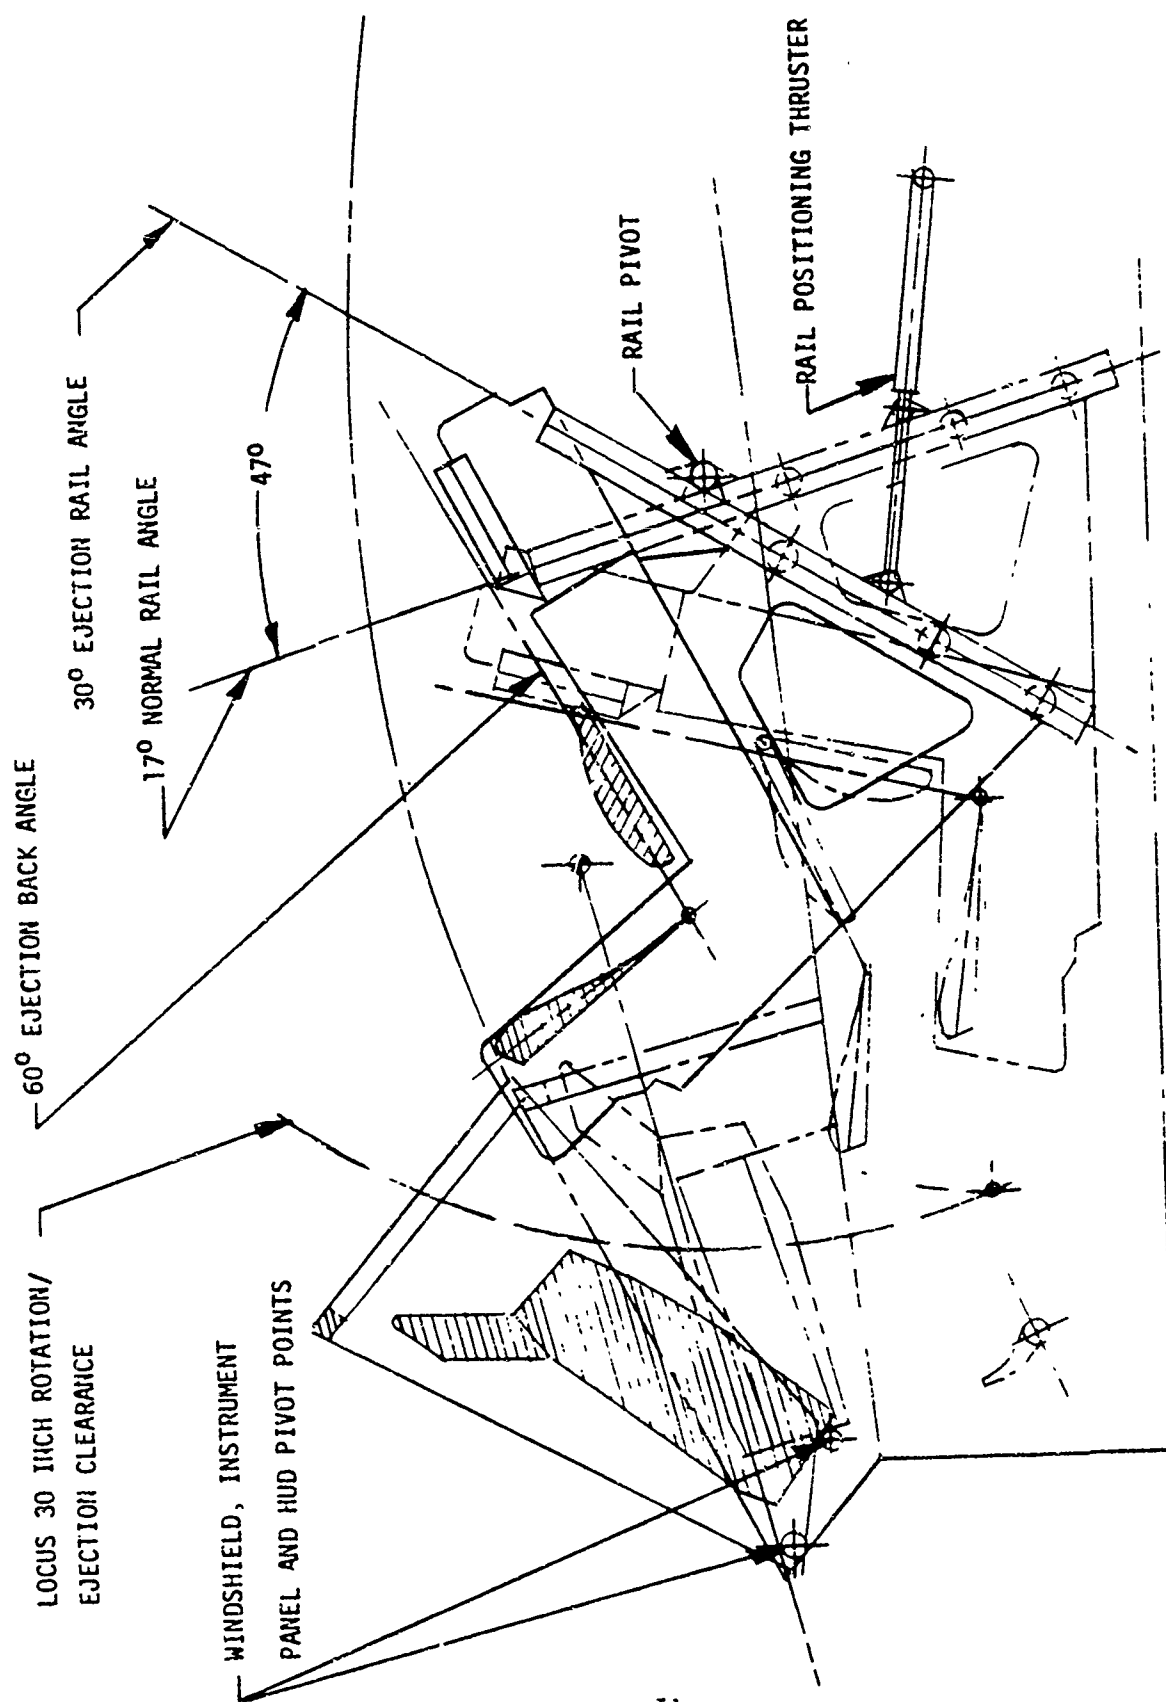 LOCUS 30 INCH ROTATION/
EJECTION CLEARANCE
60° EJECTION BACK ANGLE
30° EJECTION RAIL ANGLE
17° NORMAL RAIL ANGLE
47°
WINDSHIELD, INSTRUMENT
PANEL AND HUD PIVOT POINTS
RAIL PIVOT
RAIL POSITIONING THRUSTER